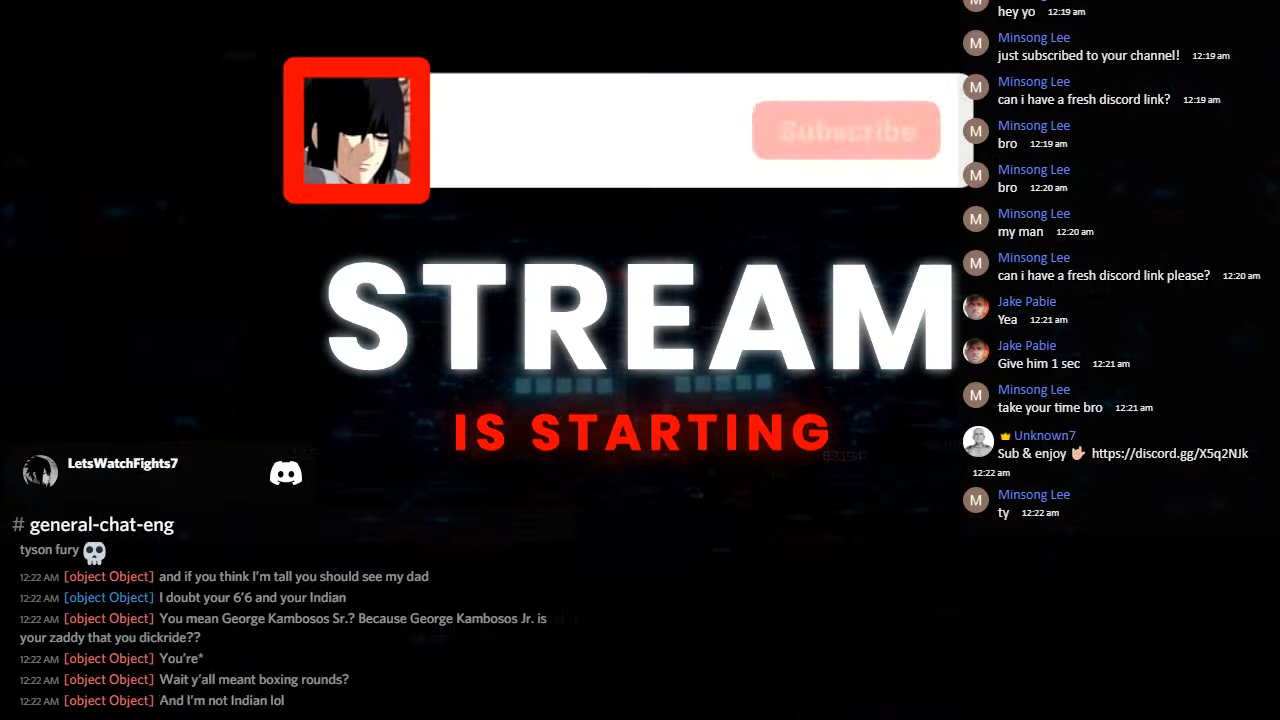 hey yo 12:19 am
M Minsong Lee
just subscribed to your channel! 12:19 am
M Minsong Lee
can i have a fresh discord link? 12:19 am
M Minsong Lee
bro 12:19 am
M Minsong Lee
bro 12:20 am
M Minsong Lee
my man 12:20 am
M Minsong Lee
can i have a fresh discord link please? 12:20 am
Jake Pabie
Yea 12:21 am
Jake Pabie
Give him 1 sec 12:21 am
M Minsong Lee
take your time bro 12:21 am
Unknown7
Sub & enjoy 🤟🏻 https://discord.gg/X5q2NJk
12:22 am
M Minsong Lee
ty 12:22 am
Subscribe
STREAM
IS STARTING
LetsWatchFights7
# general-chat-eng
tyson fury 💀
12:22 AM [object Object] and if you think I'm tall you should see my dad
12:22 AM [object Object] I doubt your 6'6 and your Indian
12:22 AM [object Object] You mean George Kambosos Sr.? Because George Kambosos Jr. is
your zaddy that you dickride??
12:22 AM [object Object] You're*
12:22 AM [object Object] Wait y'all meant boxing rounds?
12:22 AM [object Object] And I'm not Indian lol